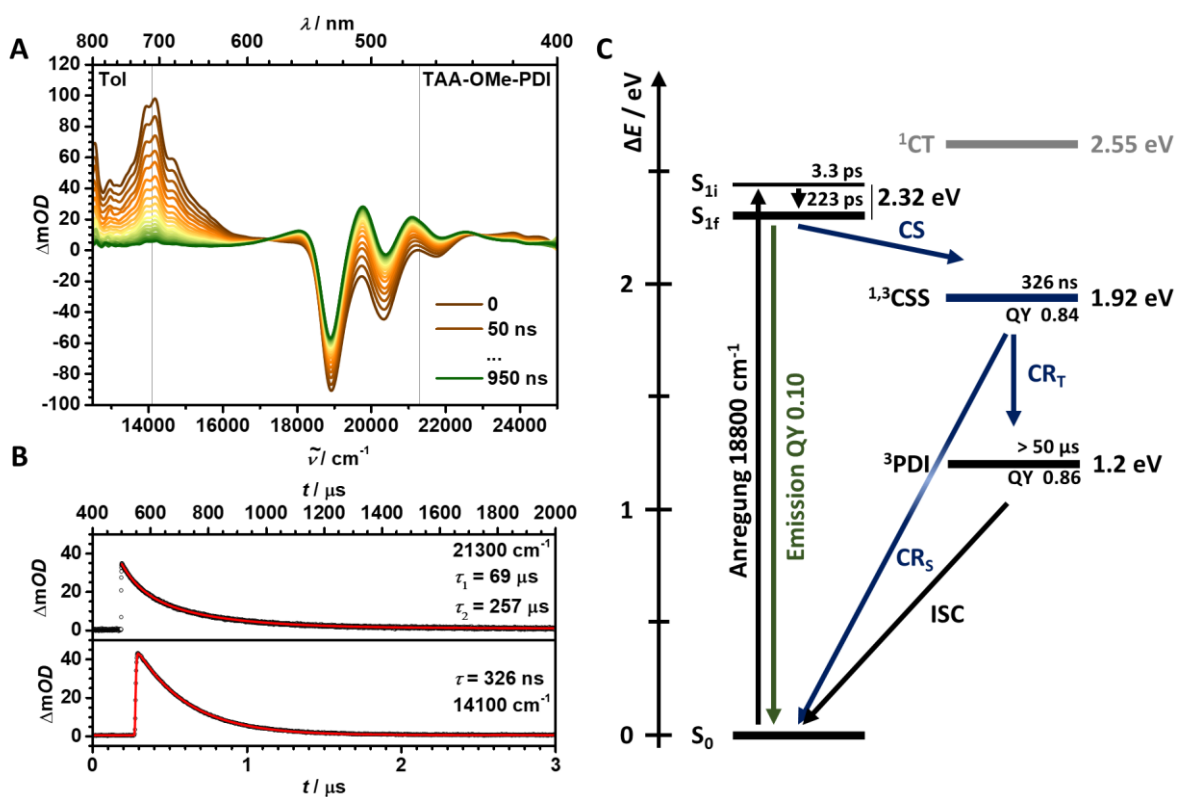 A
λ / nm
800 700 600 500 400
Tol
TAA-OMe-PDI
120
100
80
60
40
20
0
-20
-40
-60
-80
-100
ΔmOD
0
50 ns
...
950 ns
14000 16000 18000 20000 22000 24000
ν̃ / cm⁻¹
B
t / μs
400 600 800 1000 1200 1400 1600 1800 2000
40
20
0
ΔmOD
21300 cm⁻¹
τ₁ = 69 μs
τ₂ = 257 μs
40
20
0
ΔmOD
τ = 326 ns
14100 cm⁻¹
0 1 2 3
t / μs
C
ΔE / eV
2
1
0
¹CT
2.55 eV
S₁ᵢ
3.3 ps
223 ps
2.32 eV
S₁f
CS
¹,³CSS
326 ns
1.92 eV
QY 0.84
CR_T
³PDI
> 50 μs
1.2 eV
QY 0.86
Anregung 18800 cm⁻¹
Emission QY 0.10
CR_S
ISC
S₀